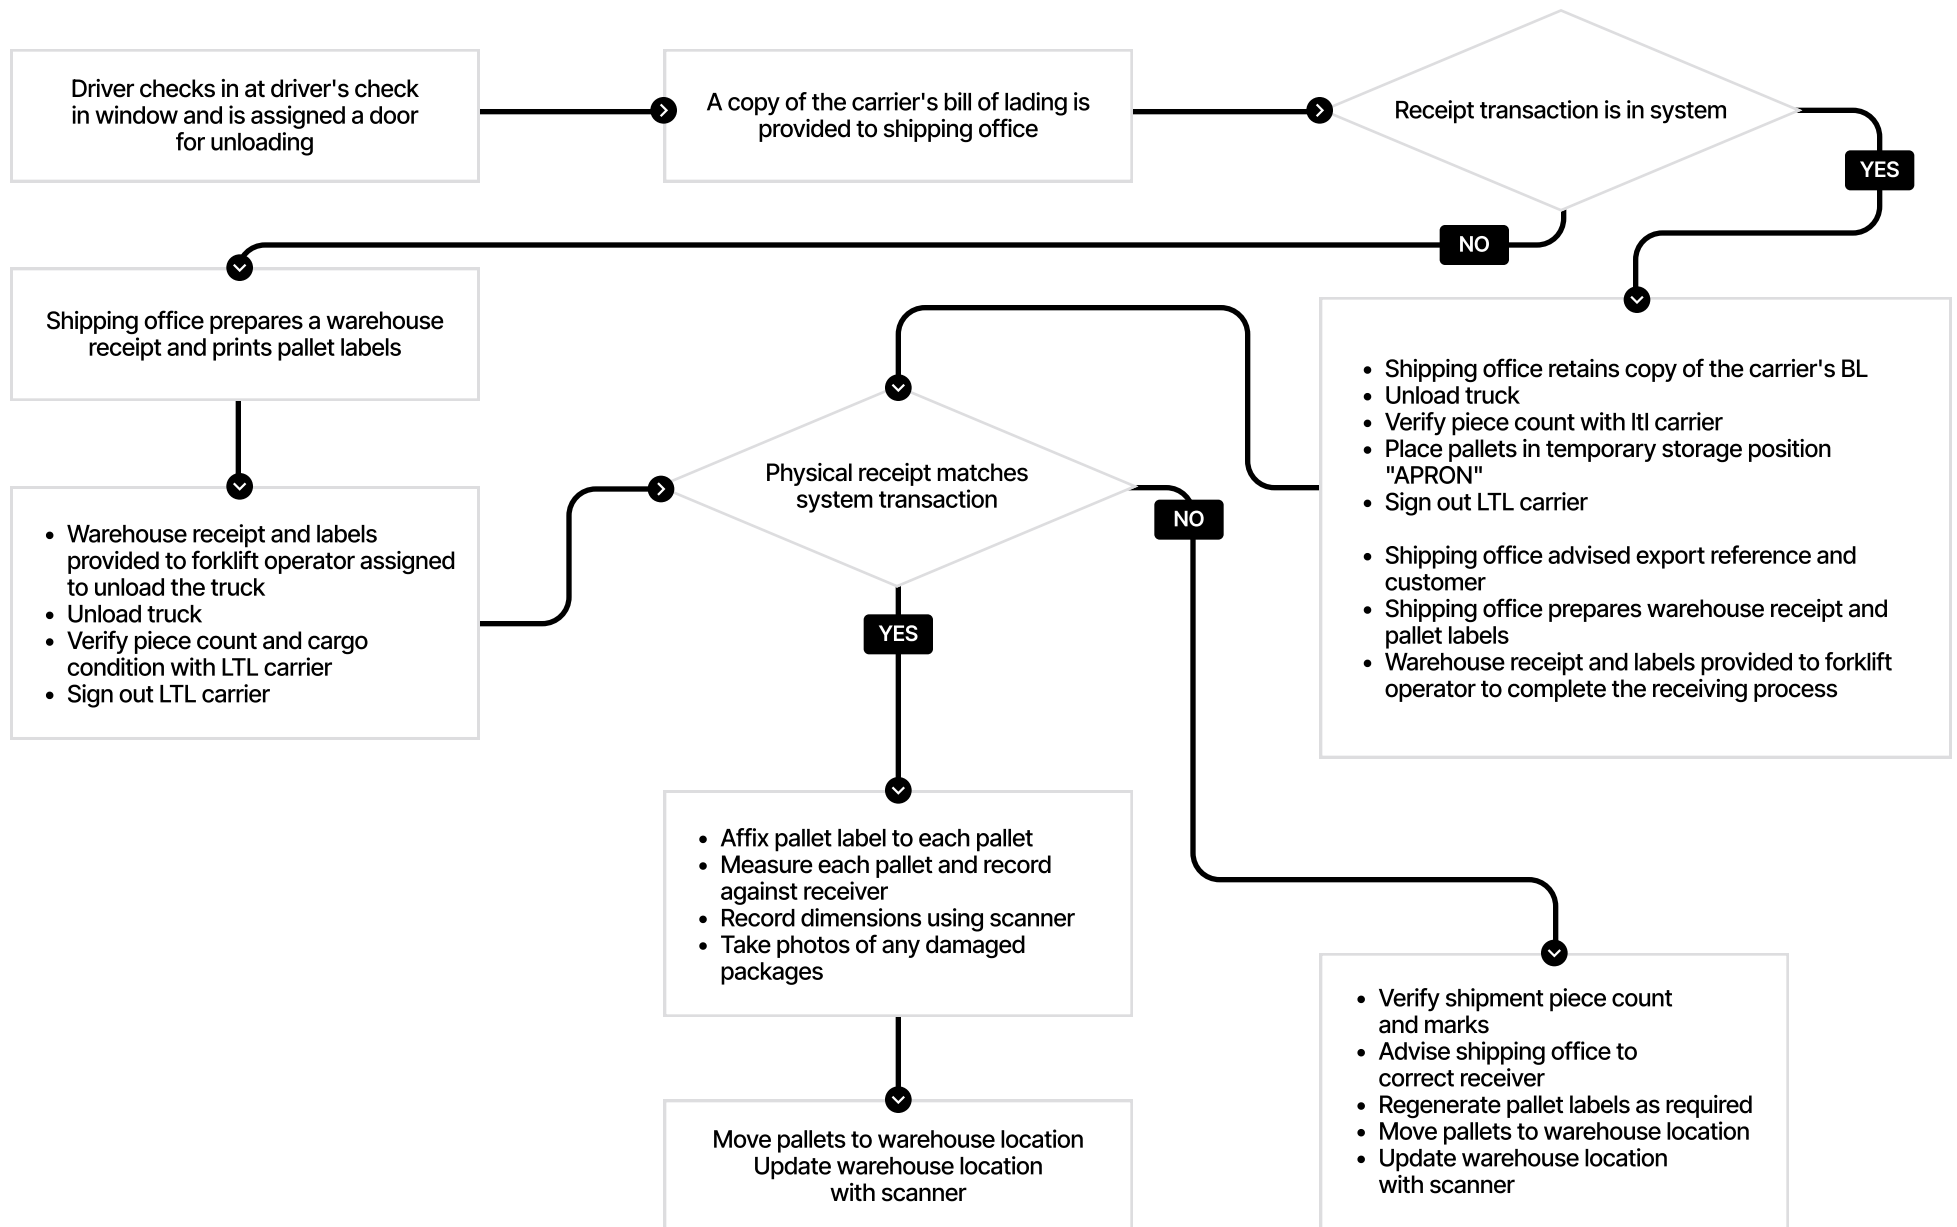 Driver checks in at driver's check
in window and is assigned a door
for unloading
A copy of the carrier's bill of lading is
provided to shipping office
Receipt transaction is in system
YES
NO
Shipping office prepares a warehouse
receipt and prints pallet labels
• Shipping office retains copy of the carrier's BL
• Unload truck
• Verify piece count with ltl carrier
• Place pallets in temporary storage position
"APRON"
• Sign out LTL carrier
• Shipping office advised export reference and
customer
• Shipping office prepares warehouse receipt and
pallet labels
• Warehouse receipt and labels provided to forklift
operator to complete the receiving process
• Warehouse receipt and labels
provided to forklift operator assigned
to unload the truck
• Unload truck
• Verify piece count and cargo
condition with LTL carrier
• Sign out LTL carrier
Physical receipt matches
system transaction
NO
YES
• Affix pallet label to each pallet
• Measure each pallet and record
against receiver
• Record dimensions using scanner
• Take photos of any damaged
packages
• Verify shipment piece count
and marks
• Advise shipping office to
correct receiver
• Regenerate pallet labels as required
• Move pallets to warehouse location
• Update warehouse location
with scanner
Move pallets to warehouse location
Update warehouse location
with scanner